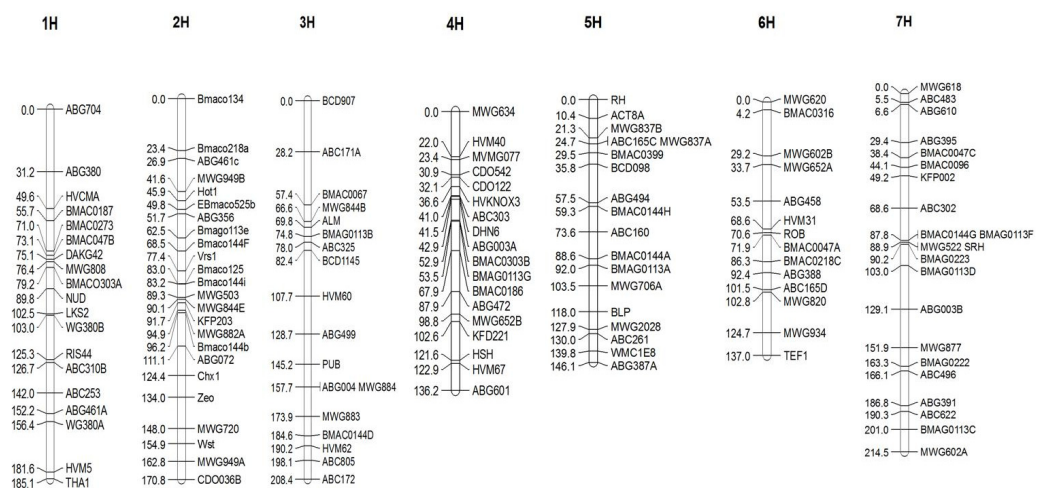 1H
0.0 ABG704
31.2 ABG380
49.6 HVCMA
55.7 BMAC0187
71.0 BMAC0273
73.1 BMAC047B
75.1 DAKG42
76.4 MWG808
79.2 BMACO303A
89.8 NUD
102.5 LKS2
103.0 WG380B
125.3 RIS44
126.7 ABC310B
142.0 ABC253
152.2 ABG461A
156.4 WG380A
181.6 HVM5
185.1 THA1
2H
0.0 Bmaco134
23.4 Bmaco218a
26.9 ABG461c
41.6 MWG949B
45.9 Hot1
49.8 EBmaco525b
51.7 ABG356
62.5 Bmago113e
68.5 Bmaco144F
77.4 Vrs1
83.0 Bmaco125
83.2 Bmaco144i
89.3 MWG503
90.1 MWG844E
91.7 KFP203
94.9 MWG882A
96.2 Bmaco144b
111.1 ABG072
124.4 Chx1
134.0 Zeo
148.0 MWG720
154.9 Wst
162.8 MWG949A
170.8 CDO036B
3H
0.0 BCD907
28.2 ABC171A
57.4 BMAC0067
66.6 MWG844B
69.8 ALM
74.8 BMAG0113B
78.0 ABC325
82.4 BCD1145
107.7 HVM60
128.7 ABG499
145.2 PUB
157.7 ABG004 MWG884
173.9 MWG883
184.6 BMAC0144D
190.2 HVM62
198.1 ABC805
208.4 ABC172
4H
0.0 MWG634
22.0 HVM40
23.4 MVMG077
30.9 CDO542
32.1 CDO122
36.6 HVKNOX3
41.0 ABC303
41.5 DHN6
42.9 ABG003A
52.9 BMAC0303B
53.5 BMAC0113G
67.9 BMAC0186
87.9 ABG472
98.8 MWG652B
102.6 KFD221
121.6 HSH
122.9 HVM67
136.2 ABG601
5H
0.0 RH
10.4 ACT8A
21.3 MWG837B
24.7 ABC165C MWG837A
29.5 BMAC0399
35.8 BCD098
57.5 ABG494
59.3 BMAC0144H
73.6 ABC160
88.6 BMAC0144A
92.0 BMAG0113A
103.5 MWG706A
118.0 BLP
127.9 MWG2028
130.0 ABC261
139.8 WMC1E8
146.1 ABG387A
6H
0.0 MWG620
4.2 BMAC0316
29.2 MWG602B
33.7 MWG652A
53.5 ABG458
68.6 HVM31
70.6 ROB
71.9 BMAC0047A
86.3 BMAC0218C
92.4 ABG388
101.5 ABC165D
102.8 MWG820
124.7 MWG934
137.0 TEF1
7H
0.0 MWG618
5.5 ABC483
6.6 ABG610
29.4 ABG395
38.4 BMAC0047C
44.1 BMAC0096
49.2 KFP002
68.6 ABC302
87.8 BMAC0144G BMAG0113F
88.9 MWG522 SRH
90.2 BMAG0223
103.0 BMAG0113D
129.1 ABG003B
151.9 MWG877
163.3 BMAG0222
166.1 ABC496
186.8 ABG391
190.3 ABC622
201.0 BMAG0113C
214.5 MWG602A